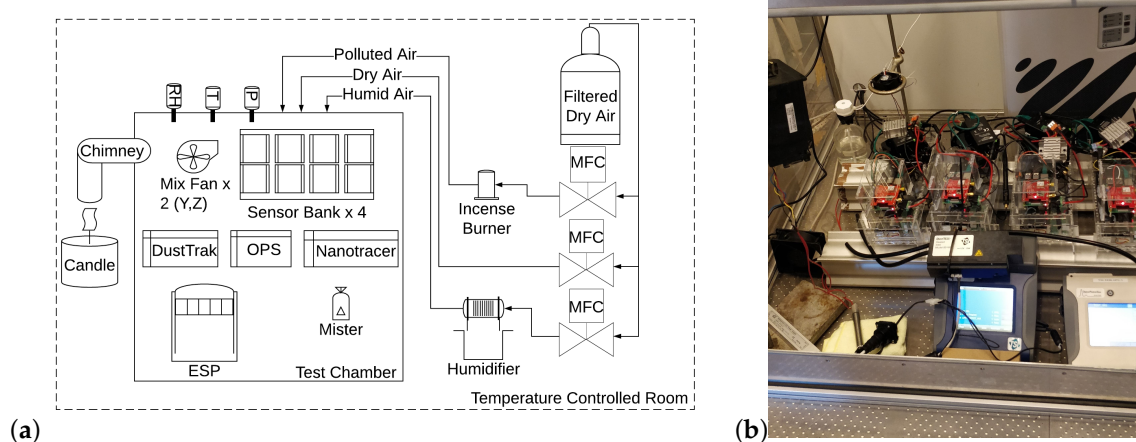 Polluted Air
Dry Air
Humid Air
RH
T
P
Filtered
Dry Air
Chimney
Mix Fan x
2 (Y,Z)
Sensor Bank x 4
MFC
Incense
Burner
MFC
DustTrak
OPS
Nanotracer
Candle
MFC
Mister
ESP
Test Chamber
Humidifier
Temperature Controlled Room
(a)
(b)